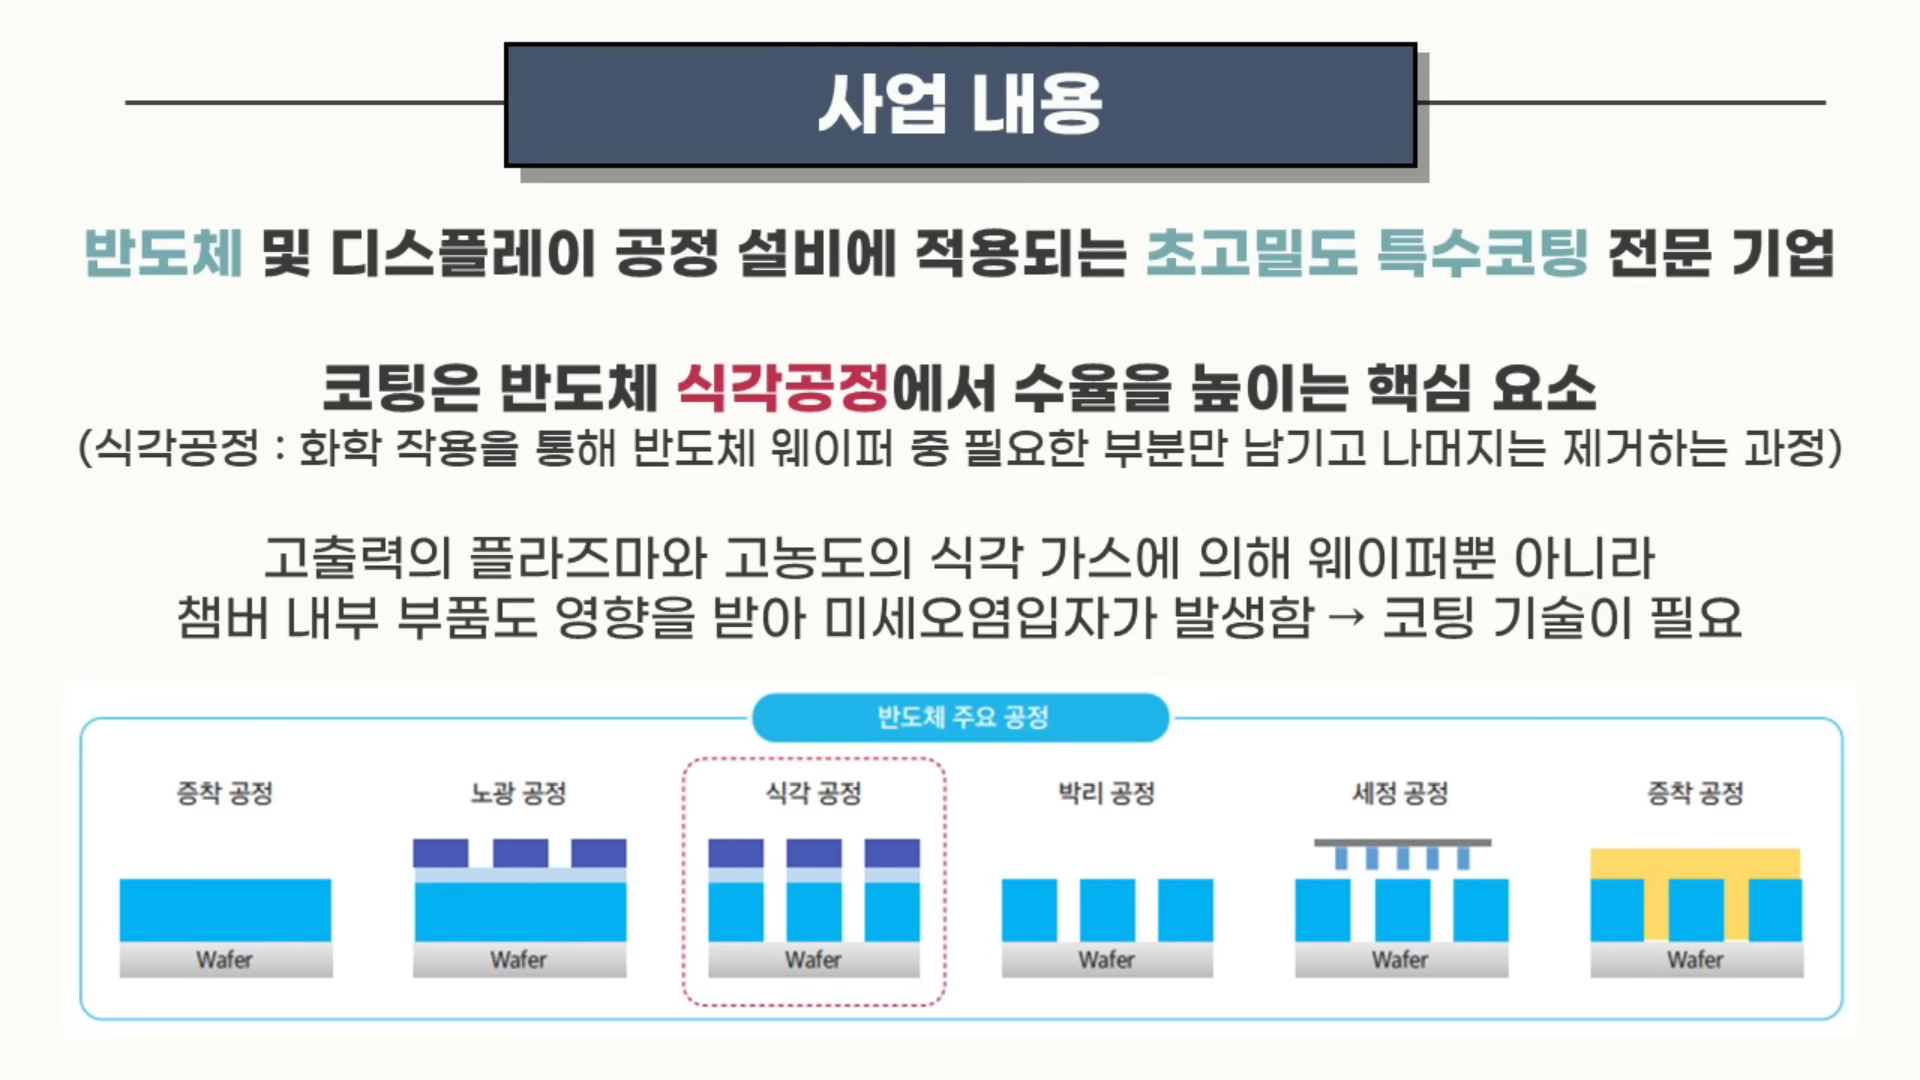 사업 내용
반도체 및 디스플레이 공정 설비에 적용되는 초고밀도 특수코팅 전문 기업
코팅은 반도체 식각공정에서 수율을 높이는 핵심 요소
(식각공정 : 화학 작용을 통해 반도체 웨이퍼 중 필요한 부분만 남기고 나머지는 제거하는 과정)
고출력의 플라즈마와 고농도의 식각 가스에 의해 웨이퍼뿐 아니라
챔버 내부 부품도 영향을 받아 미세오염입자가 발생함 → 코팅 기술이 필요
반도체 주요 공정
증착 공정 노광 공정 식각 공정 박리 공정 세정 공정 증착 공정
Wafer Wafer Wafer Wafer Wafer Wafer